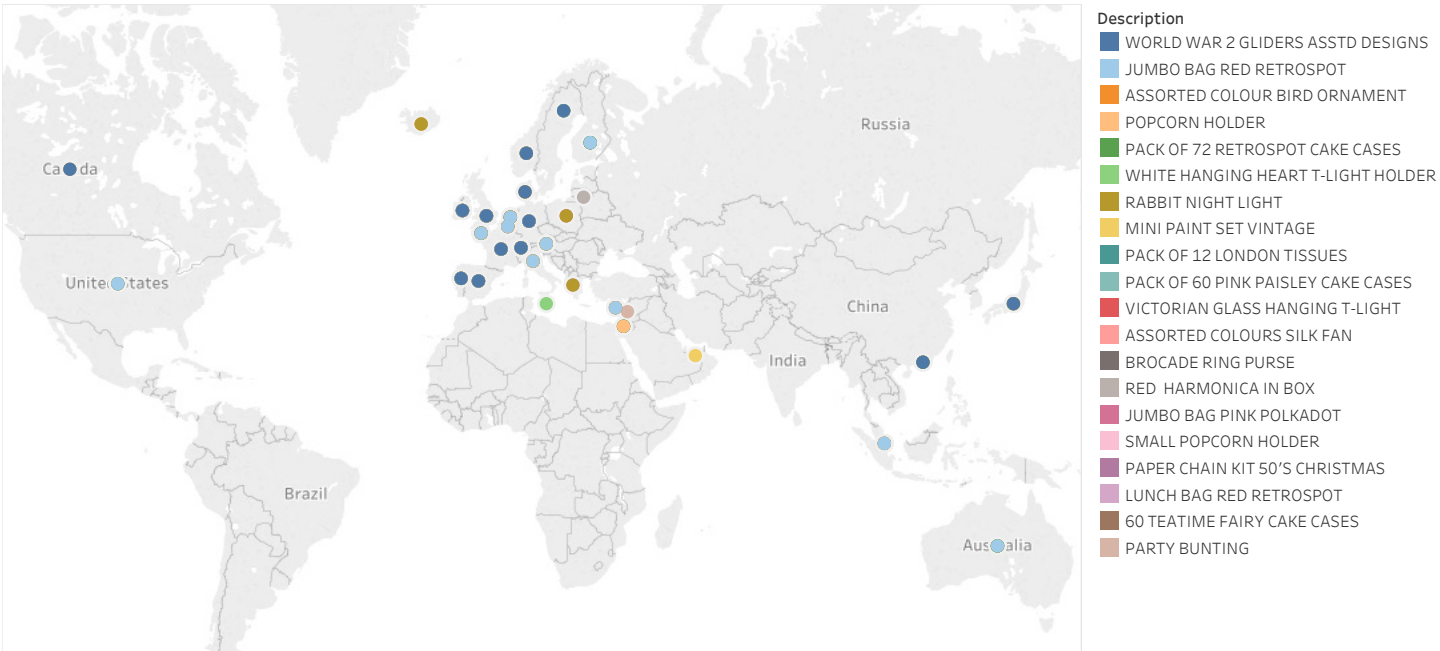 Canada
United States
Brazil
Russia
China
India
Australia
Description
WORLD WAR 2 GLIDERS ASSTD DESIGNS
JUMBO BAG RED RETROSPOT
ASSORTED COLOUR BIRD ORNAMENT
POPCORN HOLDER
PACK OF 72 RETROSPOT CAKE CASES
WHITE HANGING HEART T-LIGHT HOLDER
RABBIT NIGHT LIGHT
MINI PAINT SET VINTAGE
PACK OF 12 LONDON TISSUES
PACK OF 60 PINK PAISLEY CAKE CASES
VICTORIAN GLASS HANGING T-LIGHT
ASSORTED COLOURS SILK FAN
BROCADE RING PURSE
RED  HARMONICA IN BOX
JUMBO BAG PINK POLKADOT
SMALL POPCORN HOLDER
PAPER CHAIN KIT 50'S CHRISTMAS
LUNCH BAG RED RETROSPOT
60 TEATIME FAIRY CAKE CASES
PARTY BUNTING